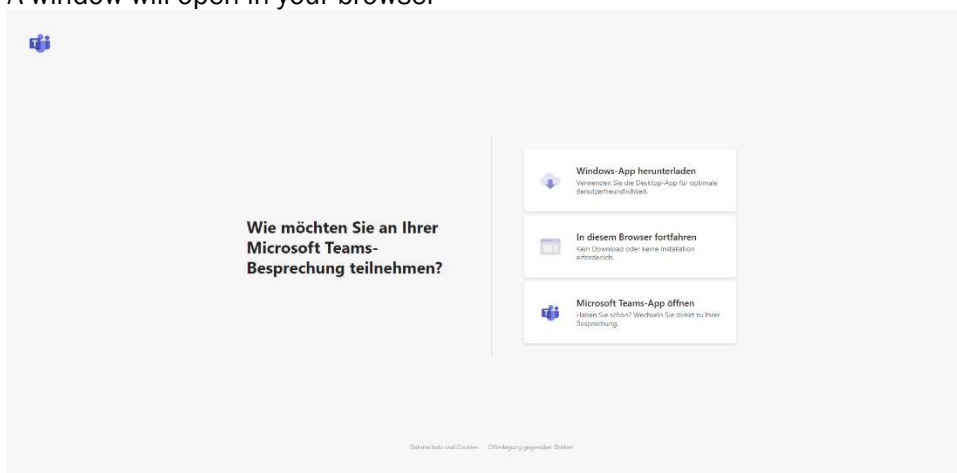 A window will open in your browser
Wie möchten Sie an Ihrer
Microsoft Teams-
Besprechung teilnehmen?
Windows-App herunterladen
Verwenden Sie die Desktop-App für optimale
Benutzerfreundlichkeit.
In diesem Browser fortfahren
Kein Download oder keine Installation
erforderlich.
Microsoft Teams-App öffnen
Haben Sie schon? Wechseln Sie direkt zu Ihrer
Besprechung.
Datenschutz und Cookies Offenlegung gegenüber Dritten